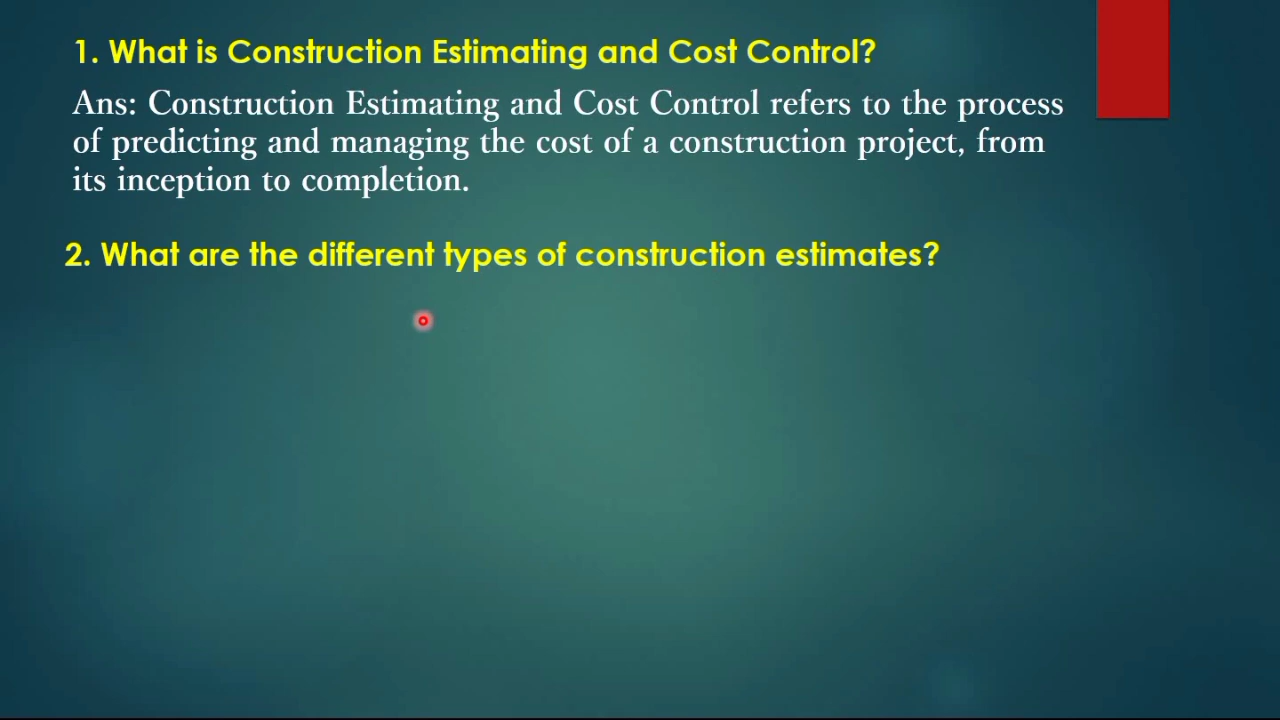 1. What is Construction Estimating and Cost Control?
Ans: Construction Estimating and Cost Control refers to the process
of predicting and managing the cost of a construction project, from
its inception to completion.
2. What are the different types of construction estimates?